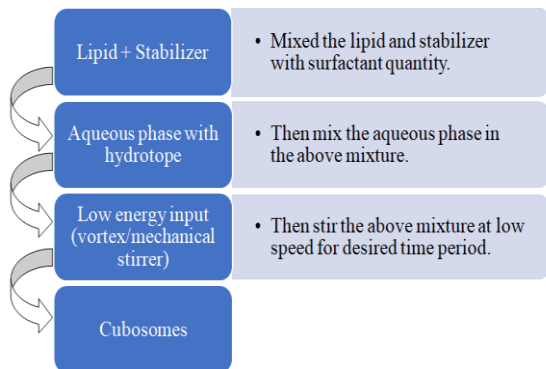 Lipid + Stabilizer
• Mixed the lipid and stabilizer
with surfactant quantity.
Aqueous phase with
hydrotope
• Then mix the aqueous phase in
the above mixture.
Low energy input
(vortex/mechanical
stirrer)
• Then stir the above mixture at low
speed for desired time period.
Cubosomes